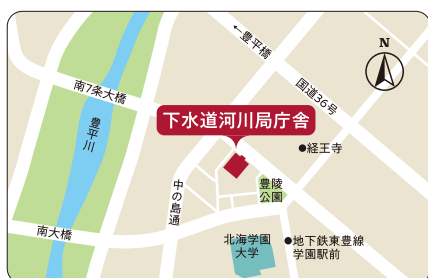 ←豊平橋
N
国道36号
南7条大橋
下水道河川局庁舎
豊平川
●経王寺
中の島通
豊陵
公園
南大橋
北海学園
大学
●地下鉄東豊線
学園駅前